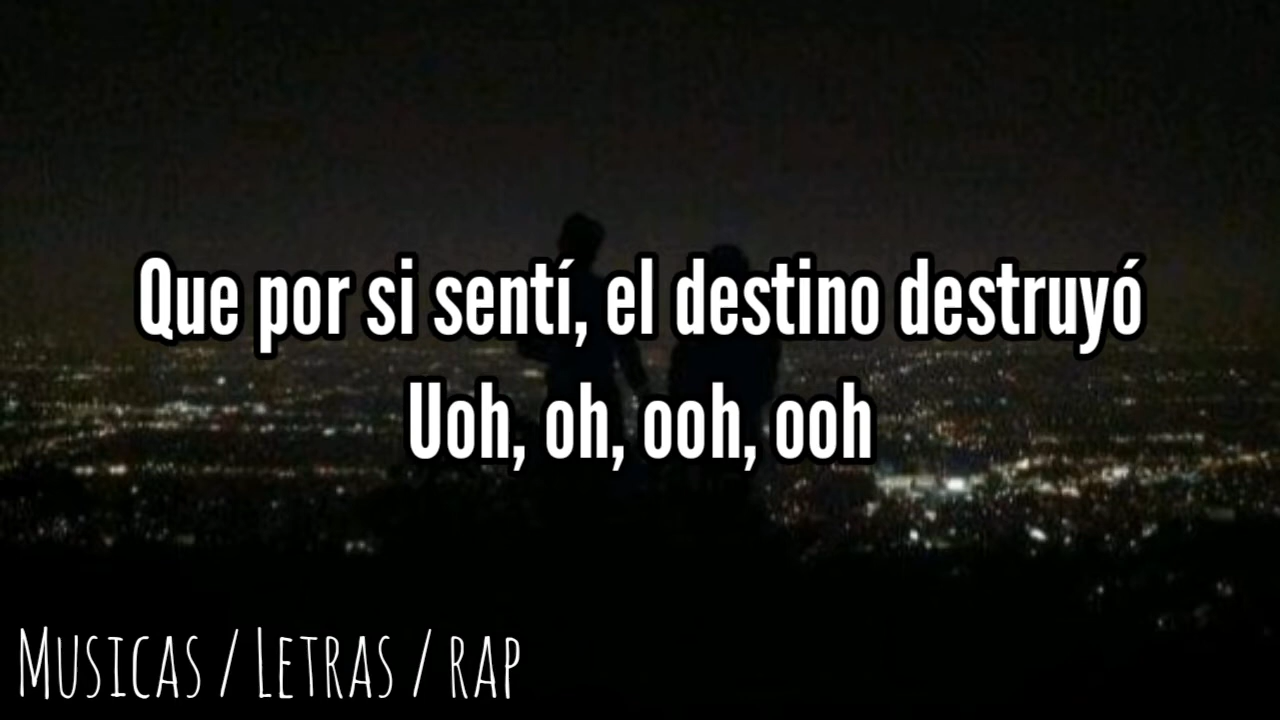 Que por si sentí, el destino destruyó
Uoh, oh, ooh, ooh
Musicas / Letras / rap